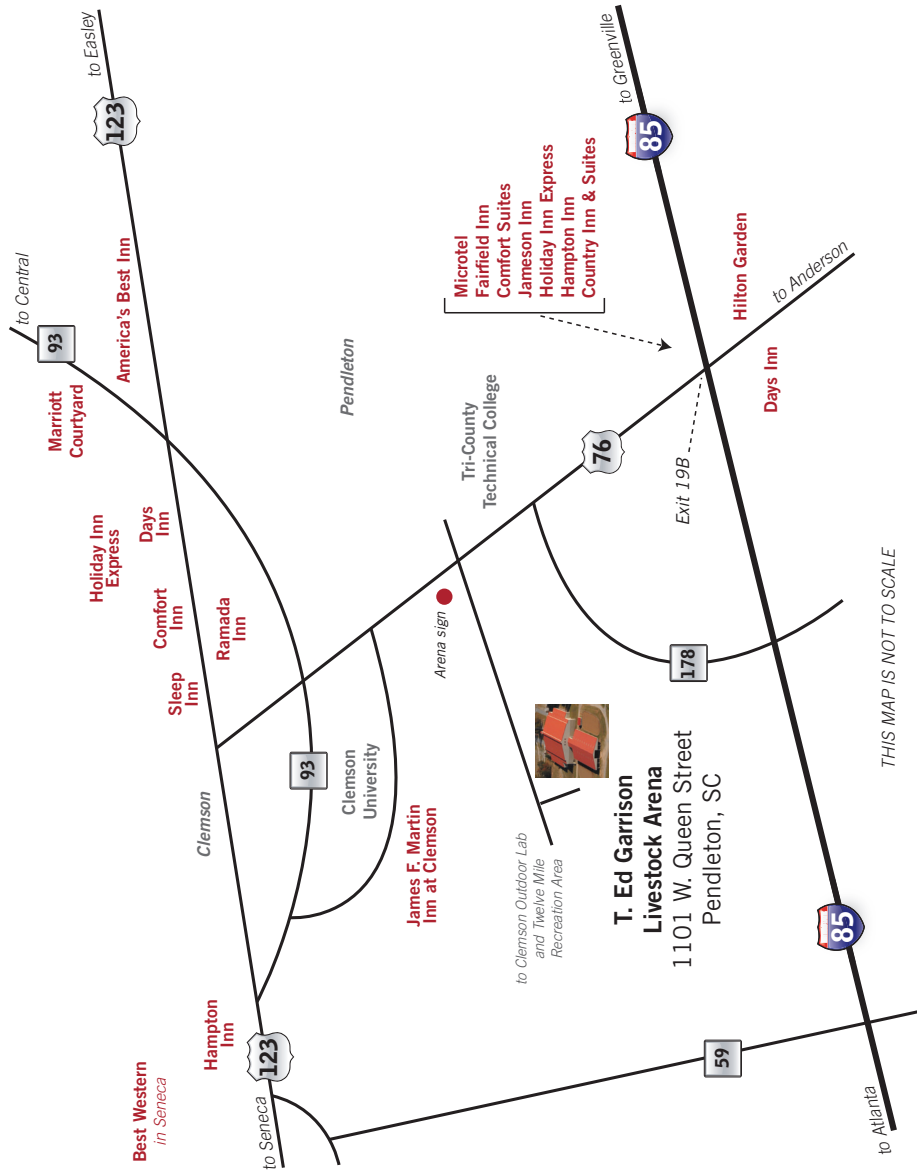 Best Western
in Seneca
Hampton
Inn
123
to Seneca
Clemson
Sleep
Inn
Comfort
Inn
Ramada
Inn
Holiday Inn
Express
Days
Inn
Marriott
Courtyard
93
to Central
America's Best Inn
123
to Easley
93
Clemson
University
James F. Martin
Inn at Clemson
Pendleton
Arena sign
Tri-County
Technical College
76
Microtel
Fairfield Inn
Comfort Suites
Jameson Inn
Holiday Inn Express
Hampton Inn
Country Inn & Suites
to Greenville
85
to Clemson Outdoor Lab
and Twelve Mile
Recreation Area
T. Ed Garrison
Livestock Arena
1101 W. Queen Street
Pendleton, SC
178
Exit 19B
Hilton Garden
Days Inn
to Anderson
59
85
to Atlanta
THIS MAP IS NOT TO SCALE